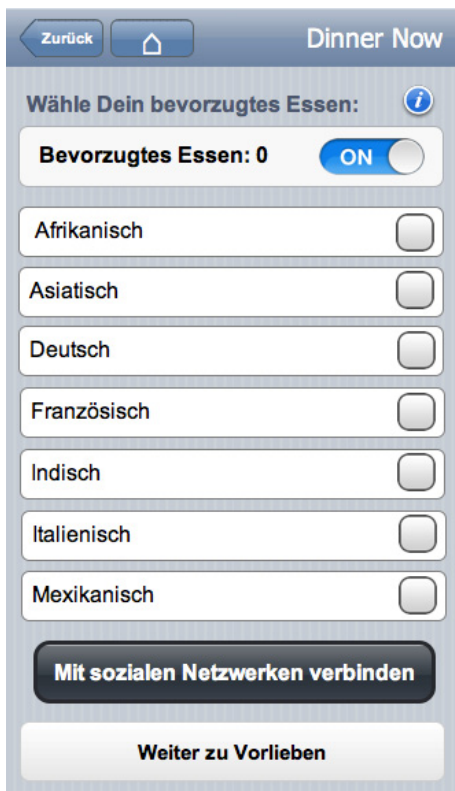 Zurück
Dinner Now
Wähle Dein bevorzugtes Essen:
i
Bevorzugtes Essen: 0
ON
Afrikanisch
Asiatisch
Deutsch
Französisch
Indisch
Italienisch
Mexikanisch
Mit sozialen Netzwerken verbinden
Weiter zu Vorlieben